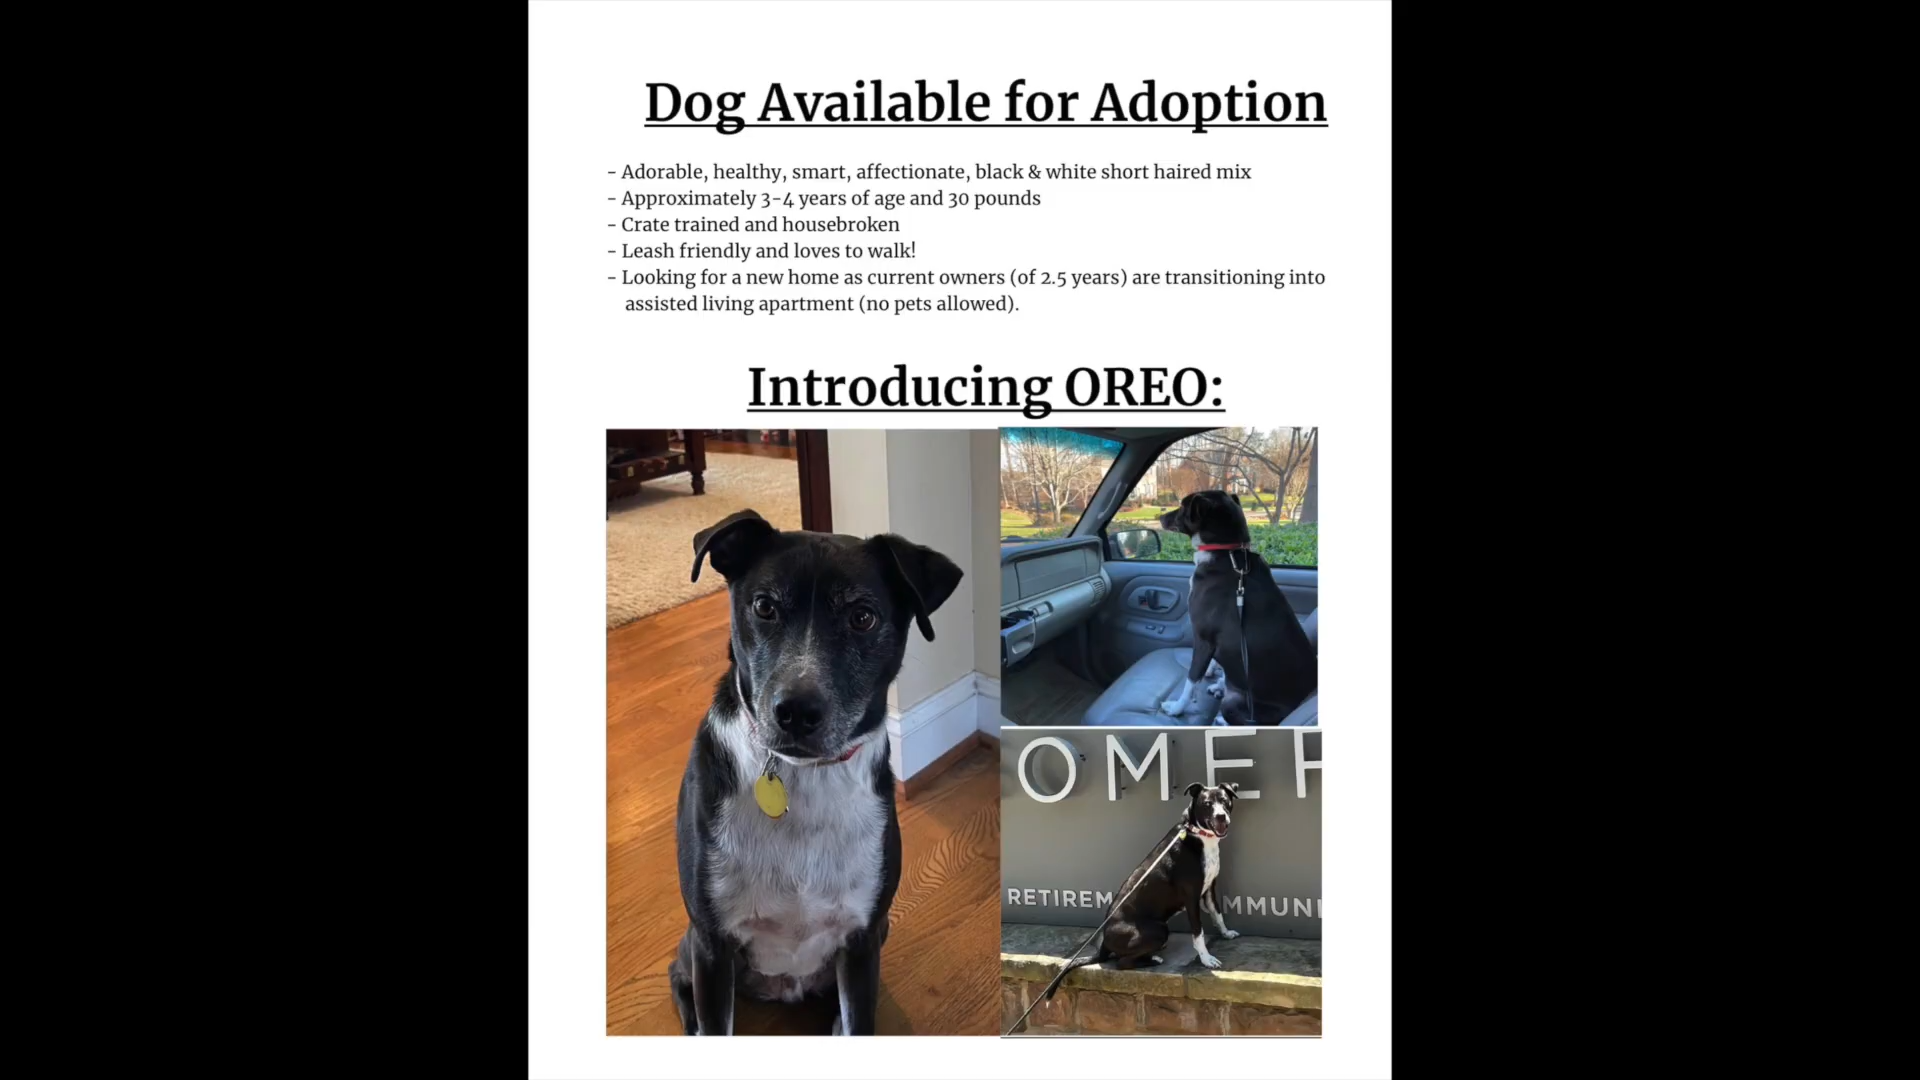 Dog Available for Adoption
- Adorable, healthy, smart, affectionate, black & white short haired mix
- Approximately 3-4 years of age and 30 pounds
- Crate trained and housebroken
- Leash friendly and loves to walk!
- Looking for a new home as current owners (of 2.5 years) are transitioning into
assisted living apartment (no pets allowed).
Introducing OREO:
OMER
RETIREM MMUNI